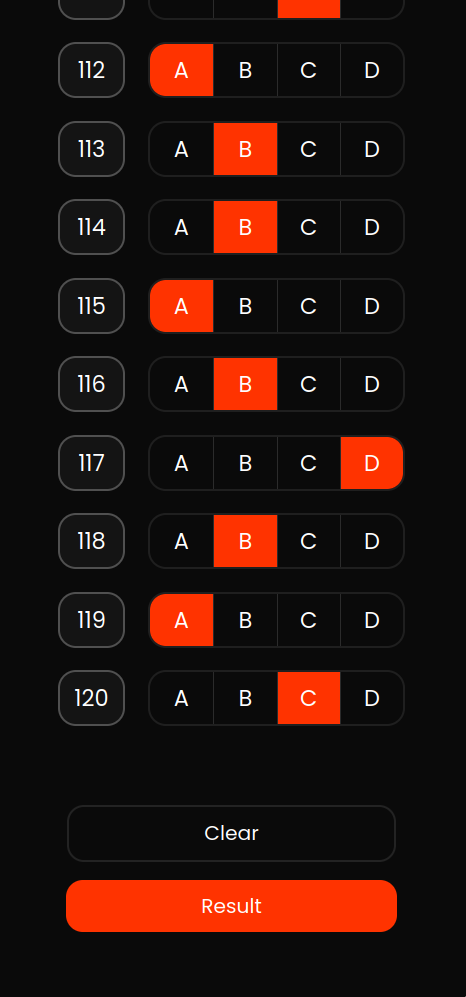 112 A B C D
113 A B C D
114 A B C D
115 A B C D
116 A B C D
117 A B C D
118 A B C D
119 A B C D
120 A B C D
Clear
Result